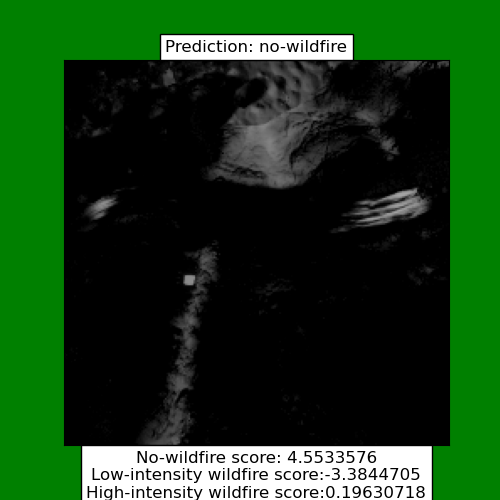 Prediction: no-wildfire
No-wildfire score: 4.5533576
Low-intensity wildfire score:-3.3844705
High-intensity wildfire score:0.19630718